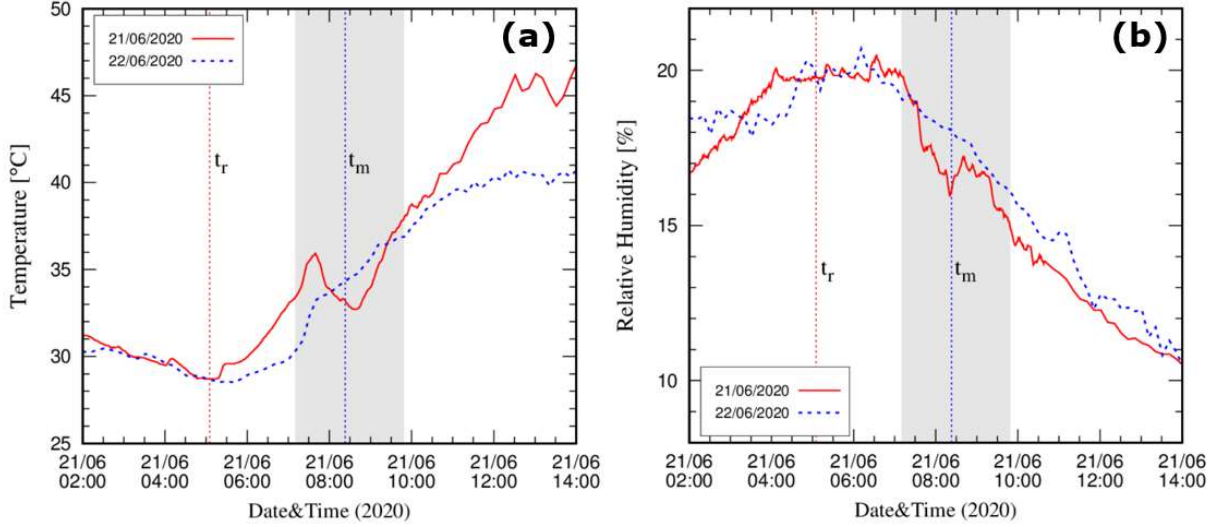 (a)
50
45
40
35
30
25
Temperature [°C]
21/06/2020
22/06/2020
tr
tm
21/06 21/06 21/06 21/06 21/06 21/06 21/06
02:00 04:00 06:00 08:00 10:00 12:00 14:00
Date&Time (2020)
(b)
20
15
10
Relative Humidity [%]
tr
tm
21/06/2020
22/06/2020
21/06 21/06 21/06 21/06 21/06 21/06 21/06
02:00 04:00 06:00 08:00 10:00 12:00 14:00
Date&Time (2020)